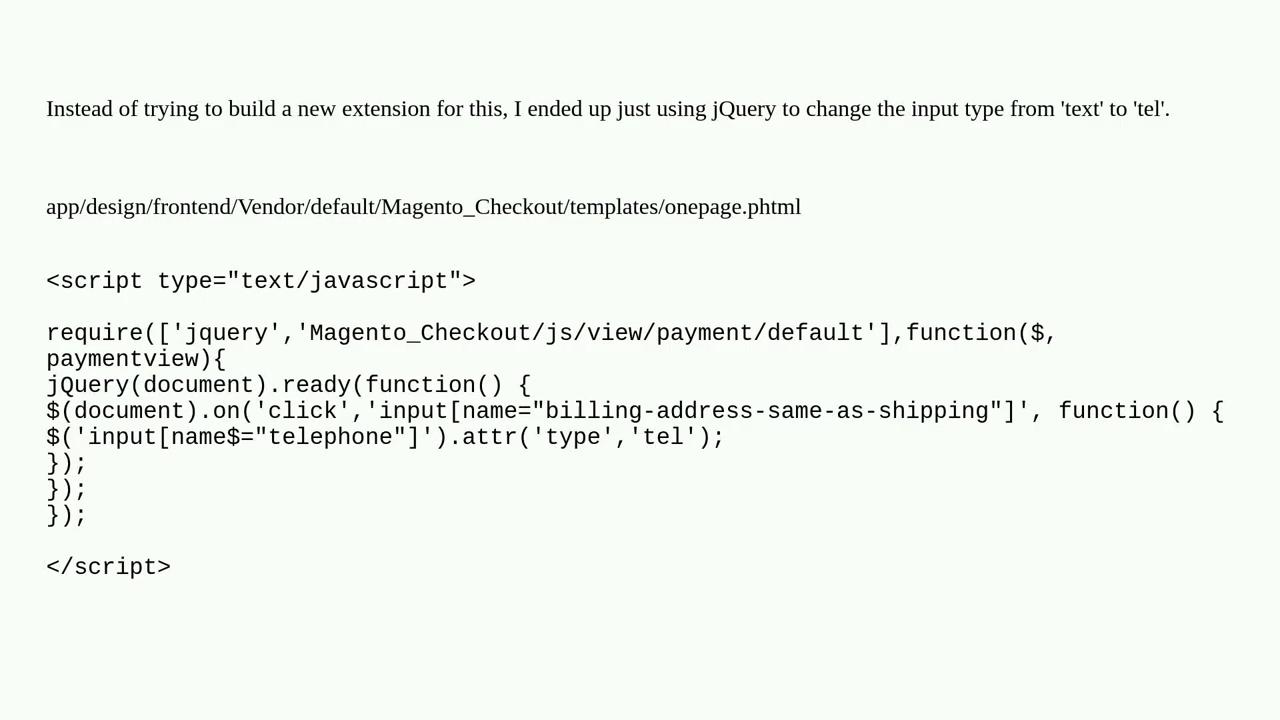 Instead of trying to build a new extension for this, I ended up just using jQuery to change the input type from 'text' to 'tel'.
app/design/frontend/Vendor/default/Magento_Checkout/templates/onepage.phtml
<script type="text/javascript">
require(['jquery','Magento_Checkout/js/view/payment/default'],function($,
paymentview){
jQuery(document).ready(function() {
$(document).on('click','input[name="billing-address-same-as-shipping"]', function() {
$('input[name$="telephone"]').attr('type','tel');
});
});
});
</script>